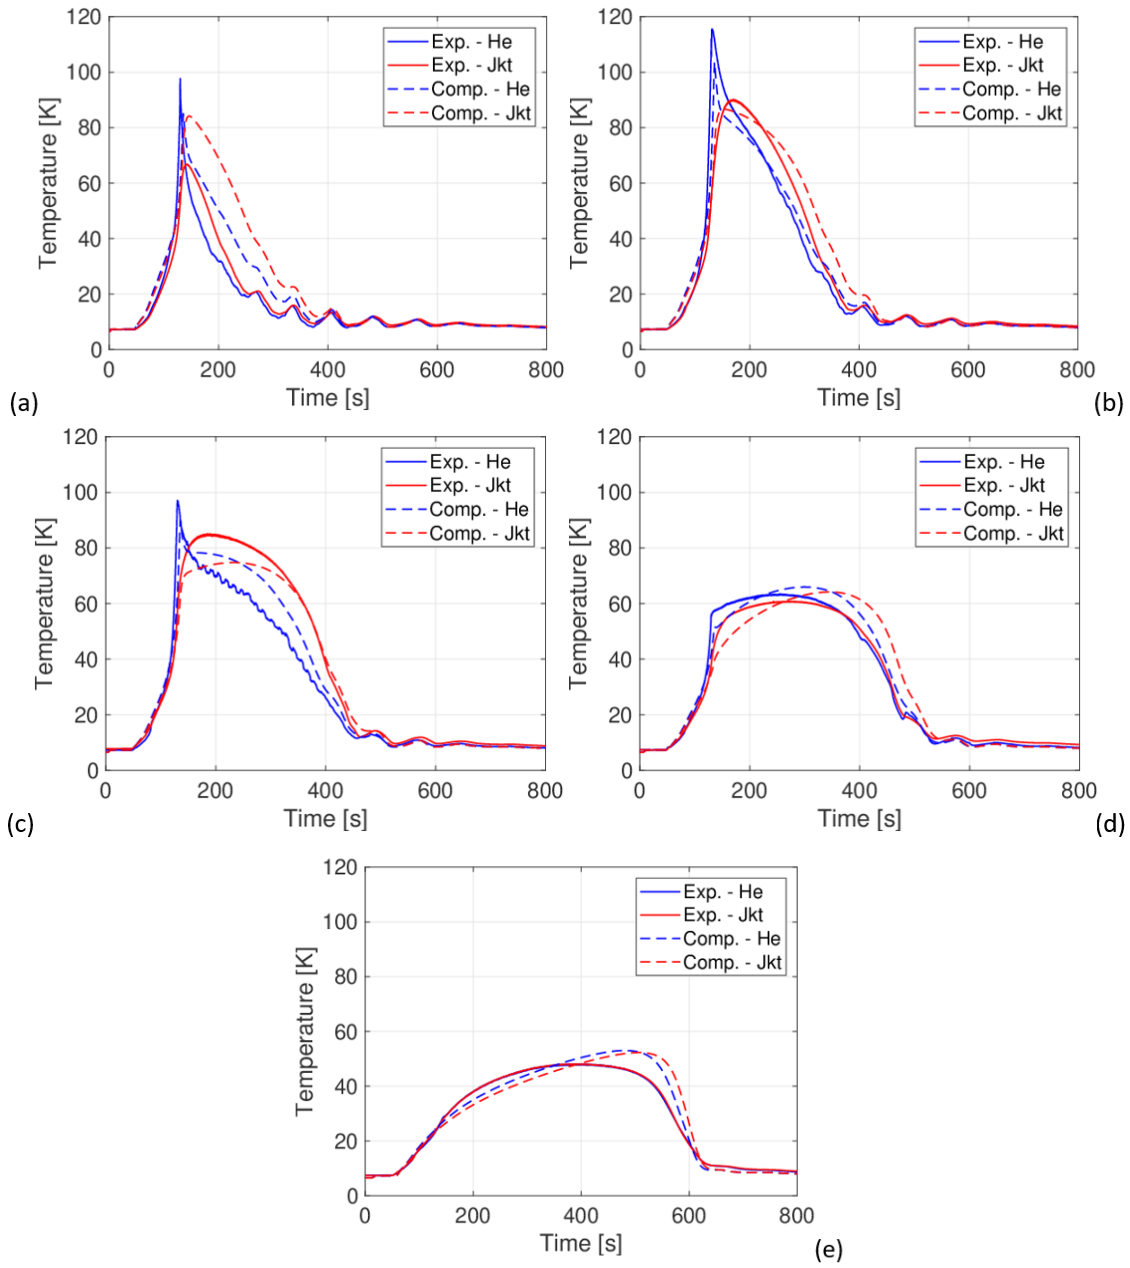 120
100
80
60
40
20
0
Temperature [K]
0 200 400 600 800
Time [s]
Exp. - He
Exp. - Jkt
Comp. - He
Comp. - Jkt
(a)
120
100
80
60
40
20
0
Temperature [K]
0 200 400 600 800
Time [s]
Exp. - He
Exp. - Jkt
Comp. - He
Comp. - Jkt
(b)
120
100
80
60
40
20
0
Temperature [K]
0 200 400 600 800
Time [s]
Exp. - He
Exp. - Jkt
Comp. - He
Comp. - Jkt
(c)
120
100
80
60
40
20
0
Temperature [K]
0 200 400 600 800
Time [s]
Exp. - He
Exp. - Jkt
Comp. - He
Comp. - Jkt
(d)
120
100
80
60
40
20
0
Temperature [K]
0 200 400 600 800
Time [s]
Exp. - He
Exp. - Jkt
Comp. - He
Comp. - Jkt
(e)